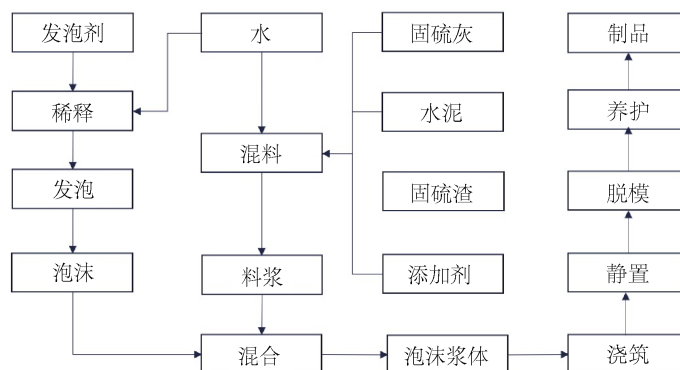 发泡剂
水
固硫灰
制品
稀释
水泥
养护
混料
发泡
固硫渣
脱模
泡沫
料浆
添加剂
静置
混合
泡沫浆体
浇筑